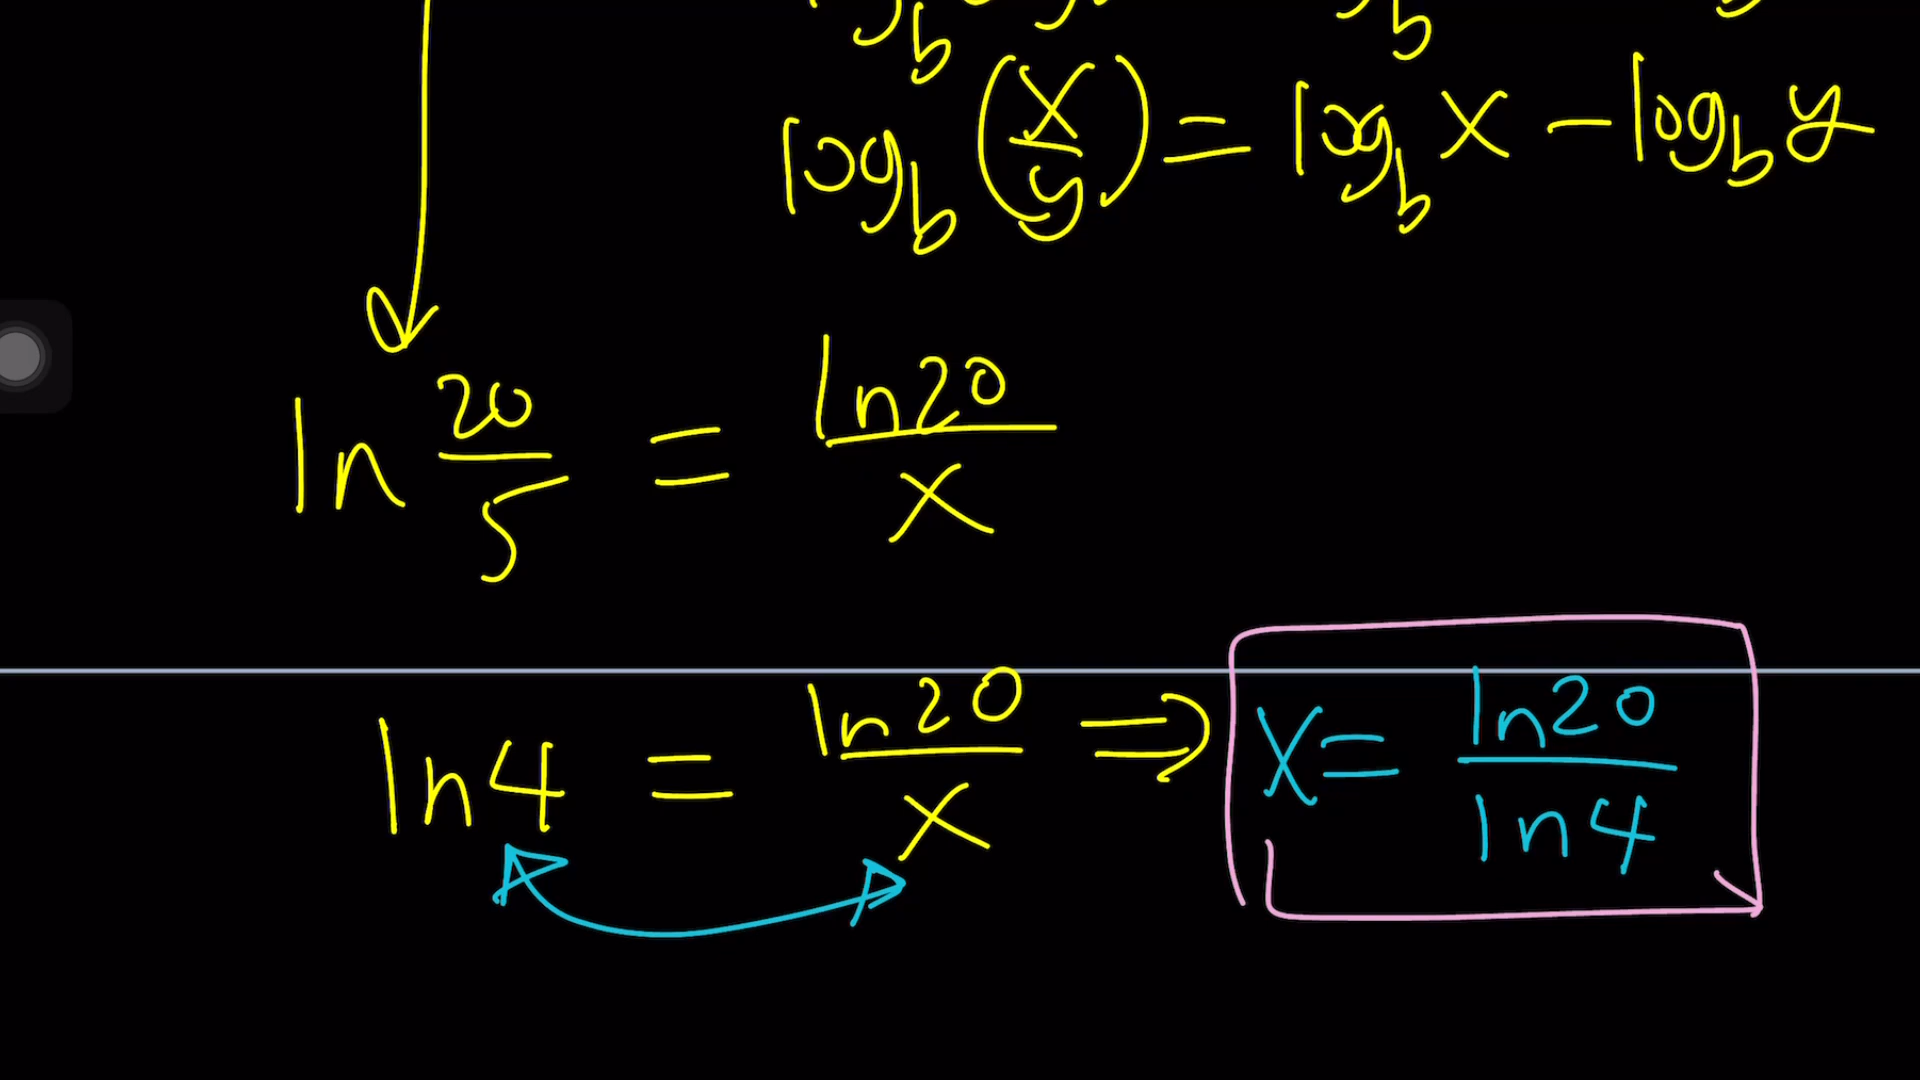 log_b (x/y) = log_b x - log_b y
ln 20/5 = ln20/x
ln4 = ln20/x ⇒ x = ln20/ln4